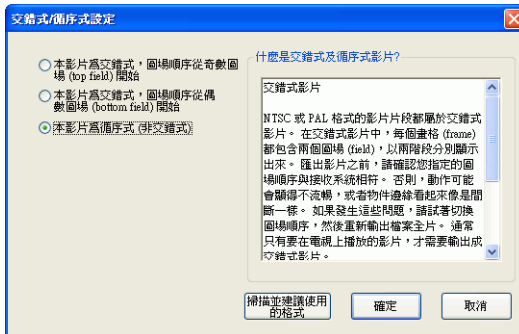 交錯式/循序式設定
本影片為交錯式，圖場順序從奇數圖
場 (top field) 開始
本影片為交錯式，圖場順序從偶
數圖場 (bottom field) 開始
本影片為循序式 (非交錯式)
什麼是交錯式及循序式影片?
交錯式影片
NTSC 或 PAL 格式的影片片段都屬於交錯式
影片。 在交錯式影片中，每個畫格 (frame)
都包含兩個圖場 (field)，以兩階段分別顯示
出來。 匯出影片之前，請確認您指定的圖
場順序與接收系統相符。 否則，動作可能
會顯得不流暢，或者物件邊緣看起來像是間
斷一樣。 如果發生這些問題，請試著切換
圖場順序，然後重新輸出檔案全片。 通常
只有要在電視上播放的影片，才需要輸出成
交錯式影片。
掃描並建議使用
的格式
確定
取消